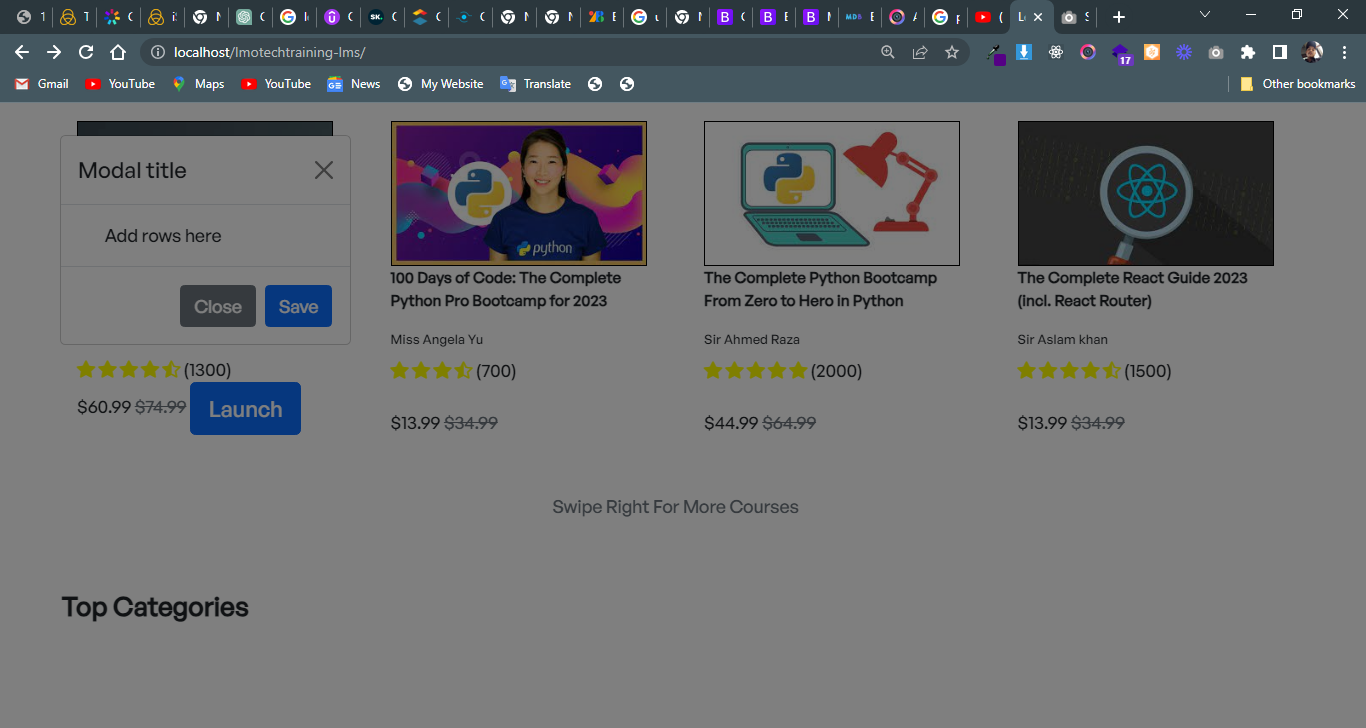 localhost/lmotechtraining-lms/
17
Gmail
YouTube
Maps
YouTube
News
My Website
Translate
Other bookmarks
Modal title
Add rows here
Close
Save
(1300)
$60.99 $74.99
Launch
python
100 Days of Code: The Complete
Python Pro Bootcamp for 2023
Miss Angela Yu
(700)
$13.99 $34.99
The Complete Python Bootcamp
From Zero to Hero in Python
Sir Ahmed Raza
(2000)
$44.99 $64.99
The Complete React Guide 2023
(incl. React Router)
Sir Aslam khan
(1500)
$13.99 $34.99
Swipe Right For More Courses
Top Categories